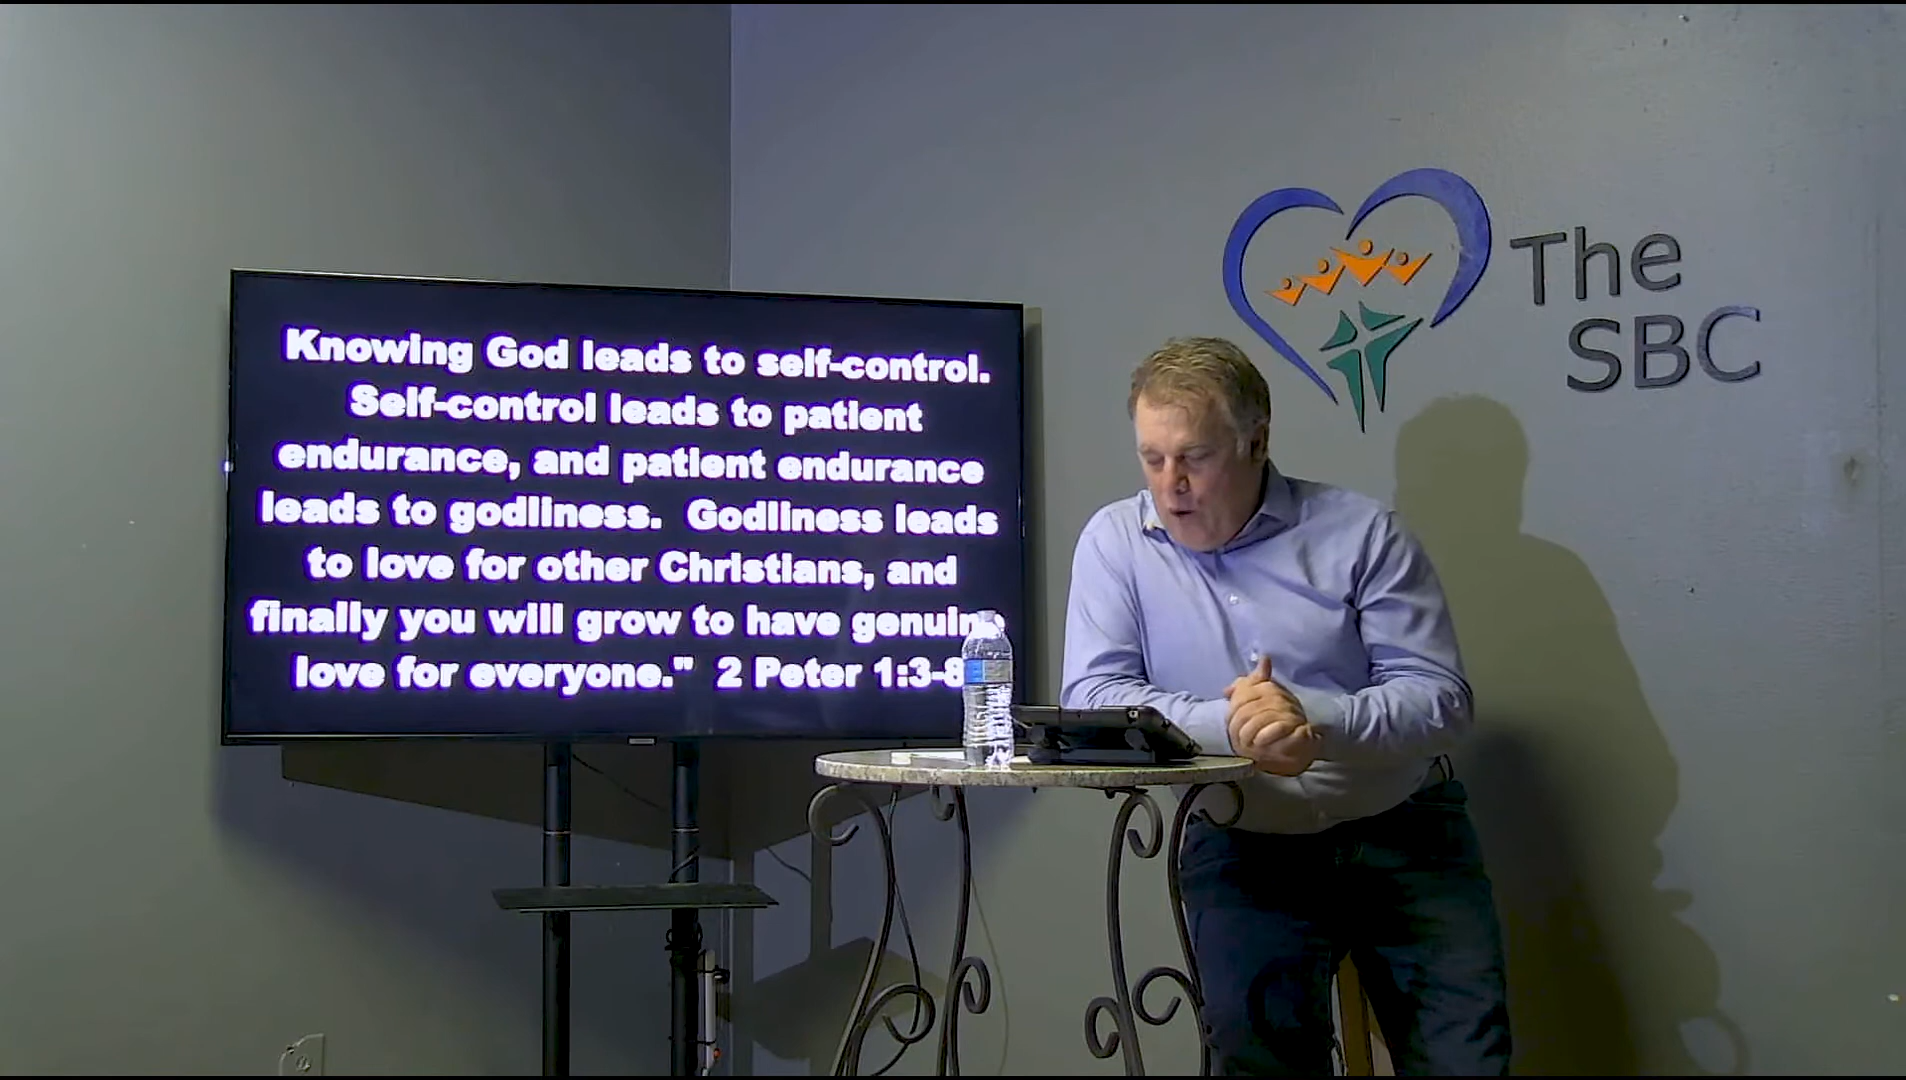 Knowing God leads to self-control.
Self-control leads to patient
endurance, and patient endurance
leads to godliness.  Godliness leads
to love for other Christians, and
finally you will grow to have genuine
love for everyone."  2 Peter 1:3-8
The
SBC